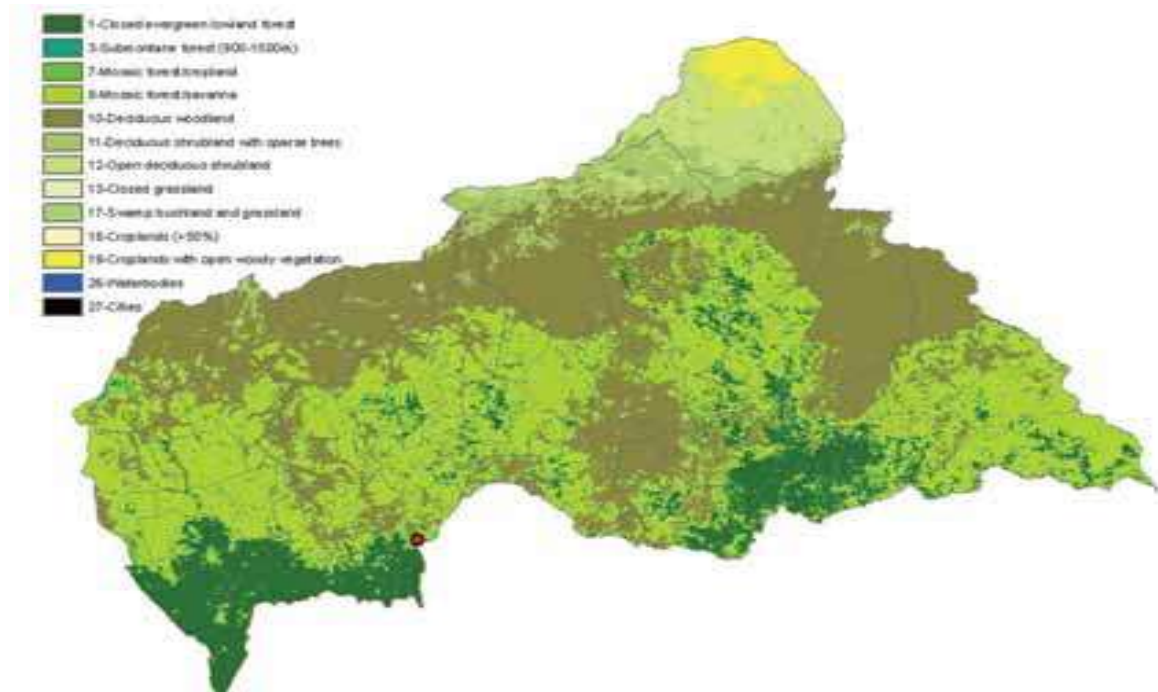 1-Closed evergreen lowland forest
3-Submontane forest (900-1500m)
7-Mosaic forest/cropland
8-Mosaic forest/savanna
10-Deciduous woodland
11-Deciduous shrubland with sparse trees
12-Open deciduous shrubland
13-Closed grassland
17-Swamp bushland and grassland
18-Croplands (>50%)
19-Croplands with open woody vegetation
26-Waterbodies
27-Cities